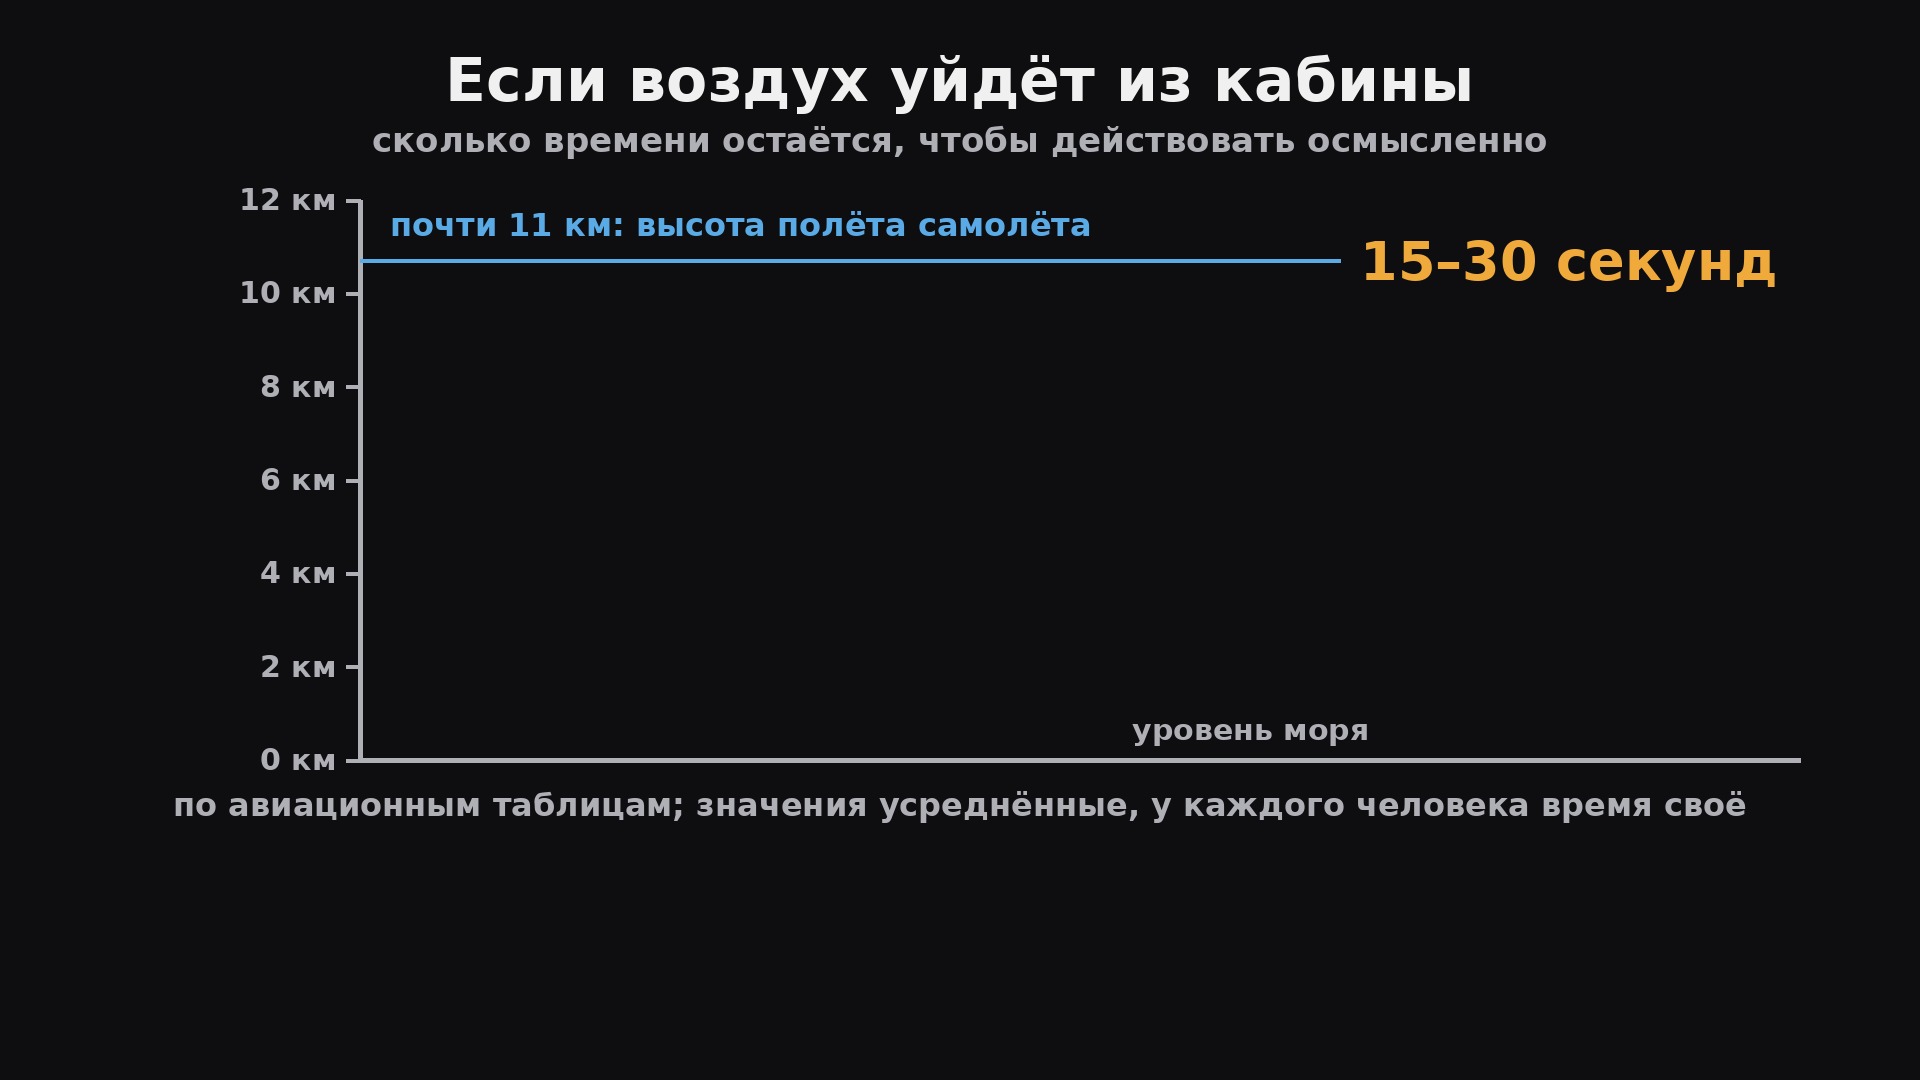 Если воздух уйдёт из кабины
сколько времени остаётся, чтобы действовать осмысленно
12 км
почти 11 км: высота полёта самолёта
15–30 секунд
10 км
8 км
6 км
4 км
2 км
уровень моря
0 км
по авиационным таблицам; значения усреднённые, у каждого человека время своё